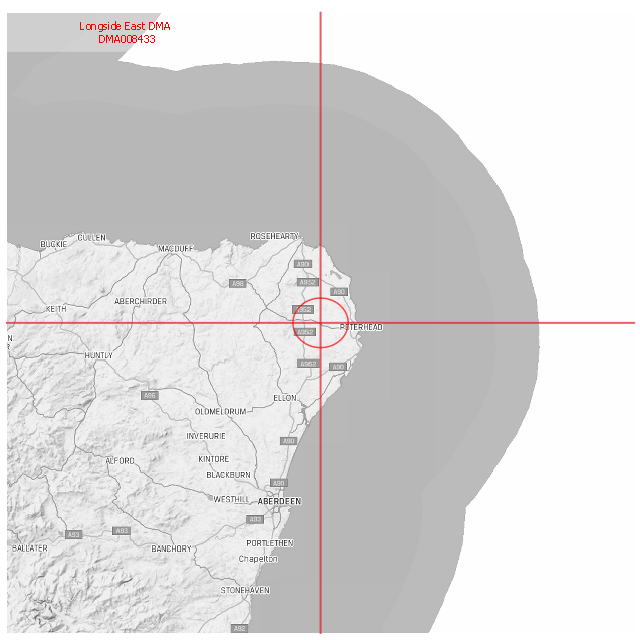 Longside East DMA
DMA008433
ROSEHEARTY
CULLEN
BUCKIE
MACDUFF
A90
A952
A98
A90
ABERCHIRDER
KEITH
A952
PETERHEAD
A952
HUNTLY
A952
A90
A96
ELLON
OLDMELDRUM
INVERURIE
A90
KINTORE
ALFORD
BLACKBURN
A90
WESTHILL
ABERDEEN
A93
A93
A93
PORTLETHEN
BALLATER
BANCHORY
Chapelton
STONEHAVEN
A92